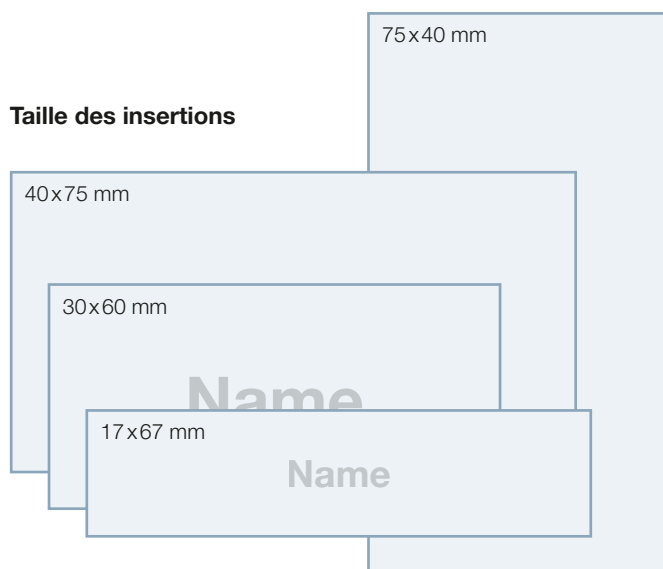 75x40 mm
Taille des insertions
40x75 mm
30x60 mm
Name
17x67 mm
Name